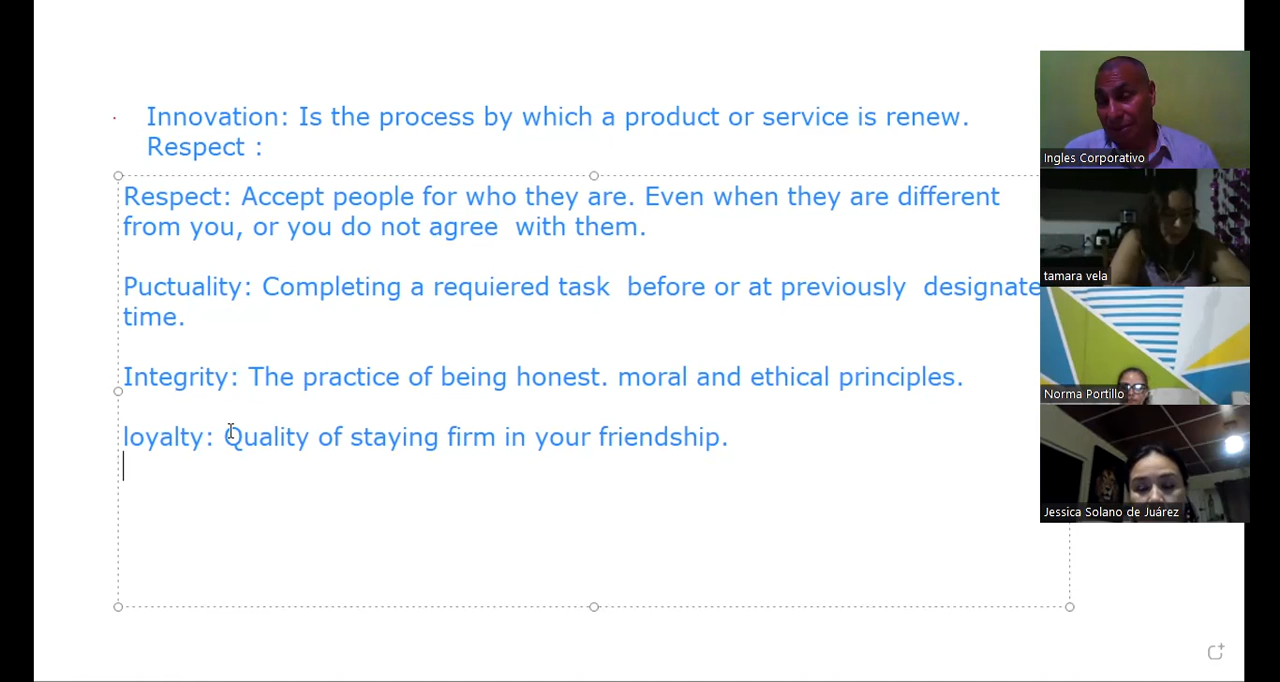 Innovation: Is the process by which a product or service is renew.
Respect :
Respect: Accept people for who they are. Even when they are different
from you, or you do not agree  with them.
Puctuality: Completing a requiered task  before or at previously  designate
time.
Integrity: The practice of being honest. moral and ethical principles.
loyalty: Quality of staying firm in your friendship.
Ingles Corporativo
tamara vela
Norma Portillo
Jessica Solano de Juárez